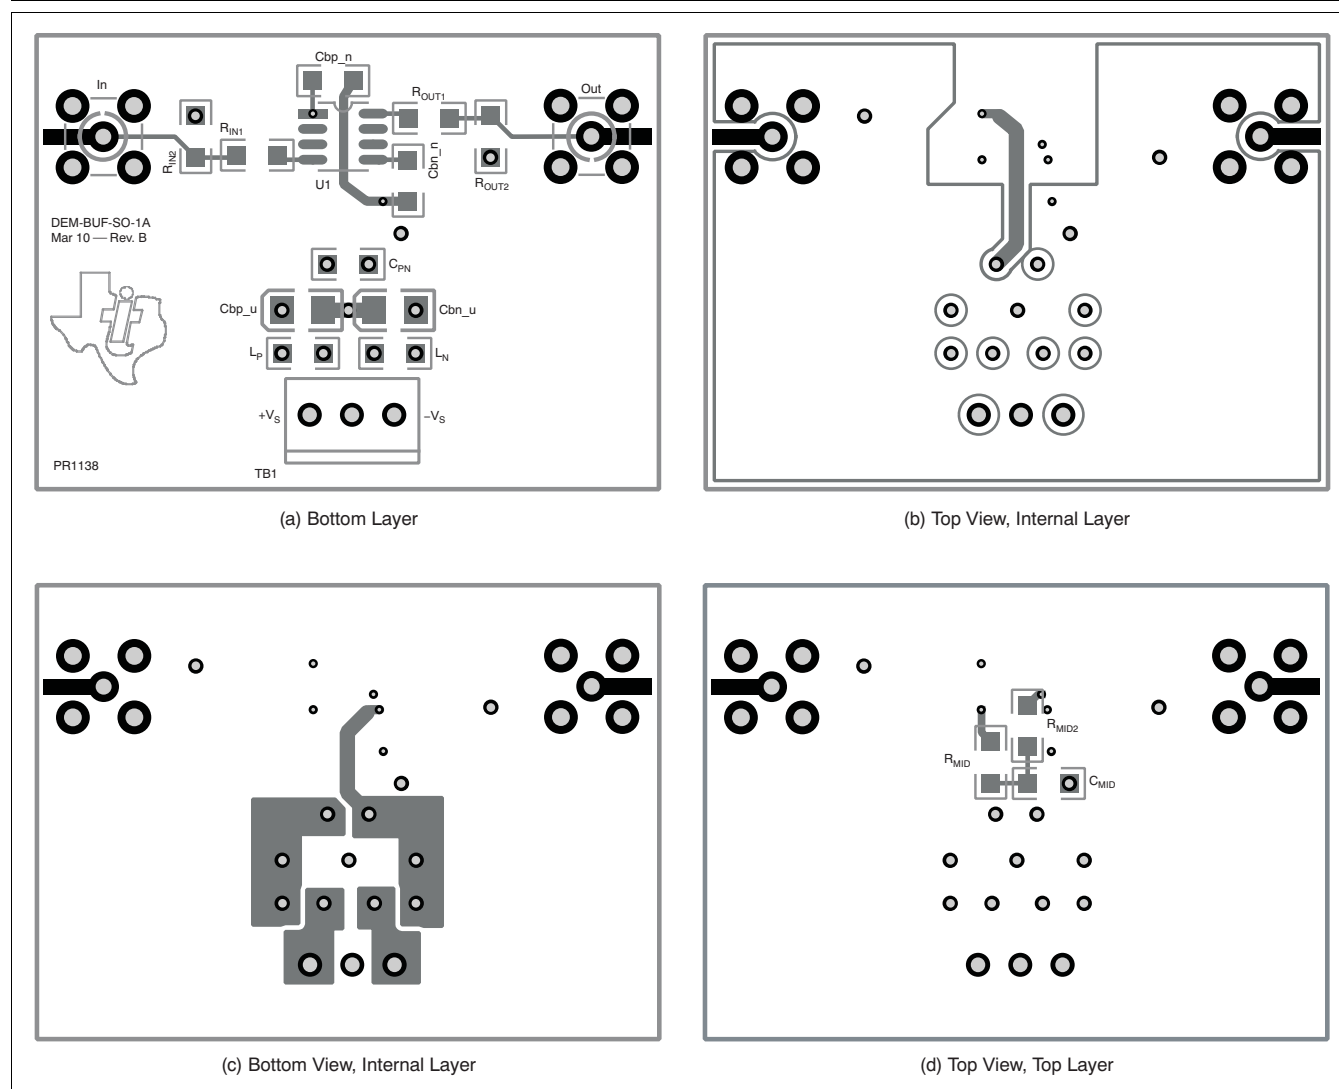 Cbp_n
In
Out
ROUT1
RIN1
RIN2
Cbn_n
U1
ROUT2
DEM-BUF-SO-1A
Mar 10 — Rev. B
CPN
Cbp_u
Cbn_u
LP
LN
+VS
−VS
PR1138
TB1
(a) Bottom Layer
(b) Top View, Internal Layer
RMID2
RMID
CMID
(c) Bottom View, Internal Layer
(d) Top View, Top Layer